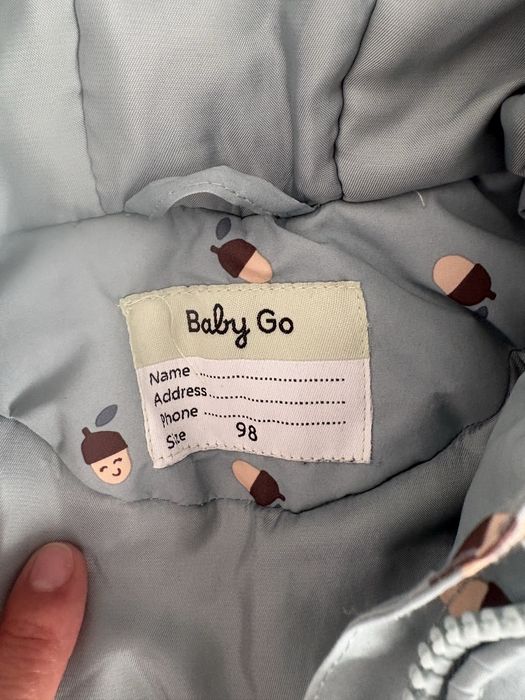 Baby Go
Name ........................................
Address ........................................
Phone ........................................
Size 98